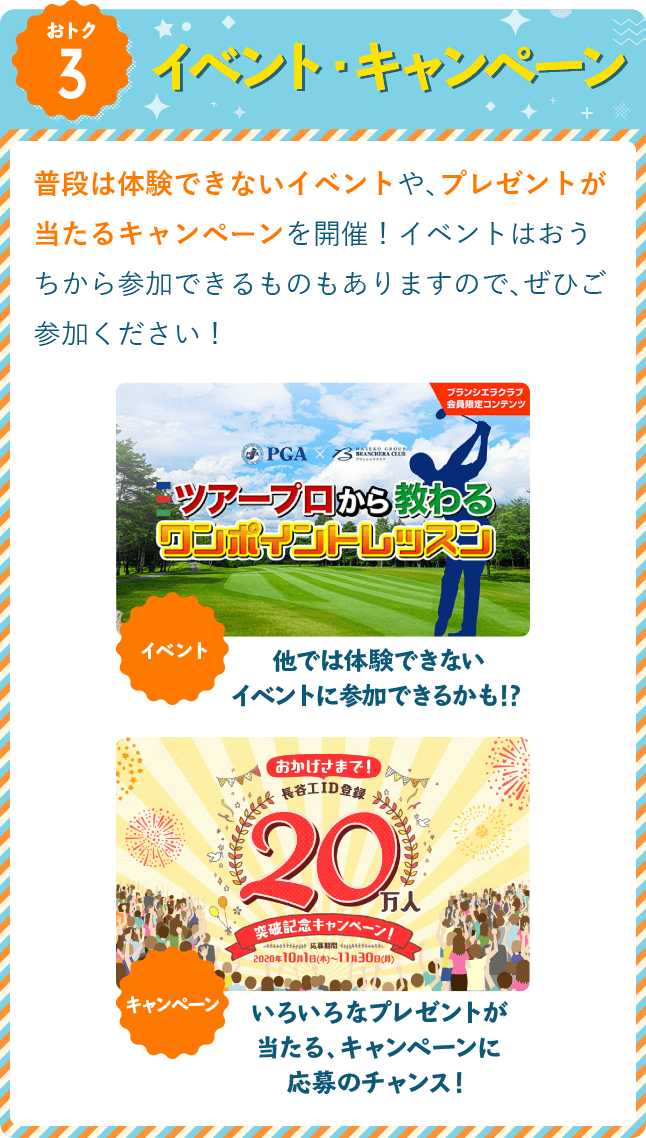 おトク
3
イベント・キャンペーン
普段は体験できないイベントや、プレゼントが
当たるキャンペーンを開催！イベントはおう
ちから参加できるものもありますので、ぜひご
参加ください！
ブランシエラクラブ
会員限定コンテンツ
PGA × HASEKO GROUP
BRANCHERA CLUB
ブランシエラクラブ
ツアープロから教わる
ワンポイントレッスン
イベント
他では体験できない
イベントに参加できるかも!?
おかげさまで！
長谷工ID登録
20万人
突破記念キャンペーン！
応募期間
2020年10月1日(木)～11月30日(月)
キャンペーン
いろいろなプレゼントが
当たる、キャンペーンに
応募のチャンス！